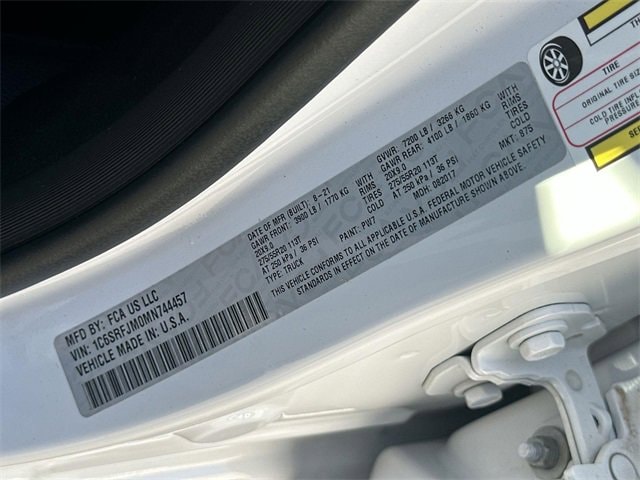 MFD BY: FCA US LLC
VIN: 1C6SRFJM0MN744457
VEHICLE MADE IN U.S.A.
DATE OF MFR (BUILT): 8-21
GAWR FRONT: 3900 LB / 1770 KG WITH
20X9.0 RIMS
275/55R20 113T TIRES
AT 250 kPa / 36 PSI COLD
TYPE: TRUCK PAINT: PW7
GVWR: 7200 LB / 3266 KG
GAWR REAR: 4100 LB / 1860 KG WITH
20X9.0 RIMS
275/55R20 113T TIRES
AT 250 kPa / 36 PSI COLD
MDH: 082017 MKT: 875
THIS VEHICLE CONFORMS TO ALL APPLICABLE U.S.A. FEDERAL MOTOR VEHICLE SAFETY
STANDARDS IN EFFECT ON THE DATE OF MANUFACTURE SHOWN ABOVE.
TIRE
ORIGINAL TIRE SIZE
COLD TIRE INFL
PRESSURE